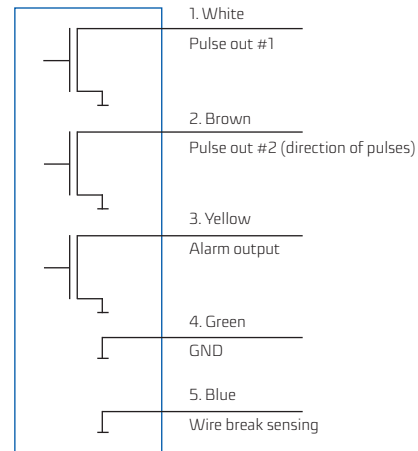 1. White
Pulse out #1
2. Brown
Pulse out #2 (direction of pulses)
3. Yellow
Alarm output
4. Green
GND
5. Blue
Wire break sensing